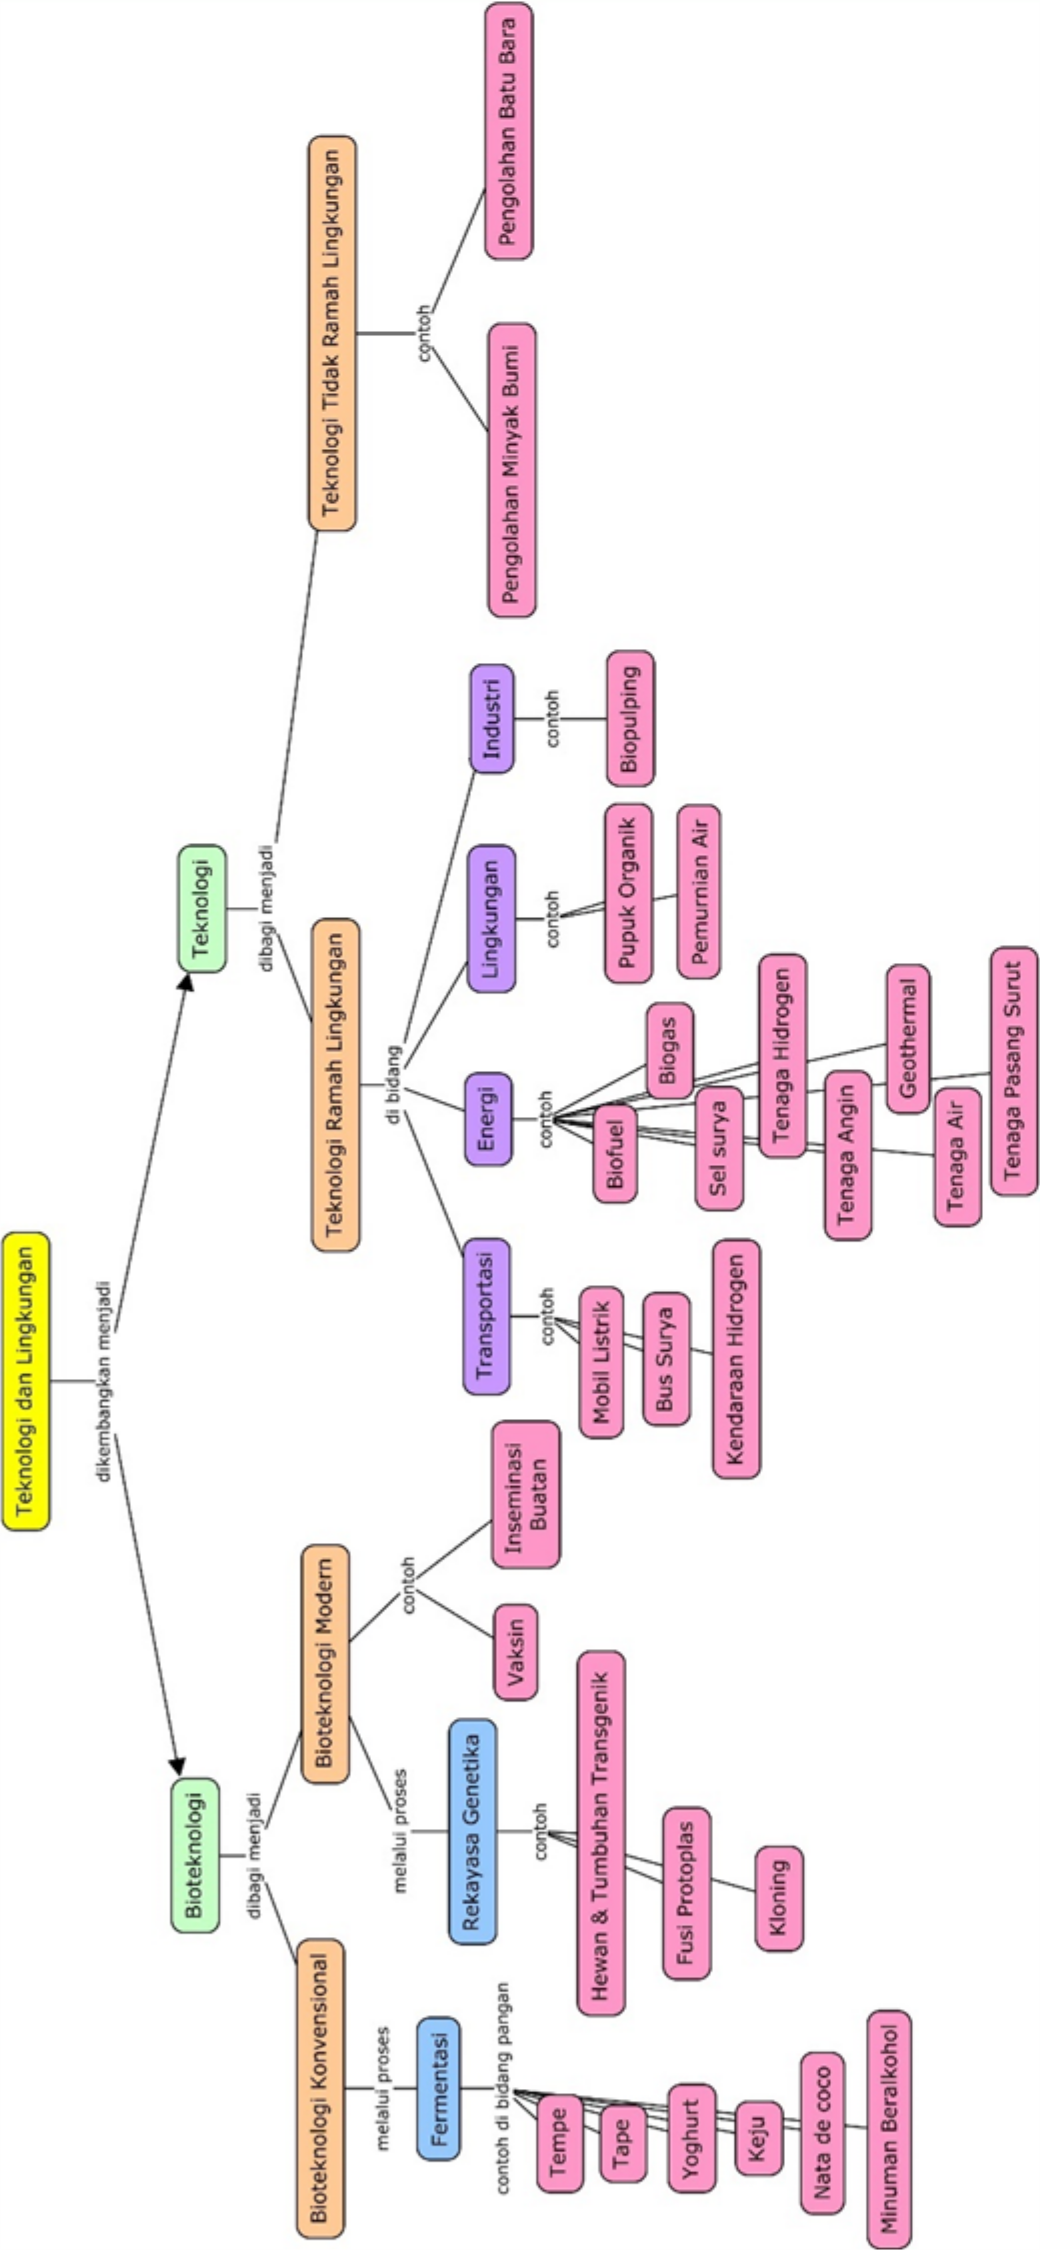 Teknologi dan Lingkungan
dikembangkan menjadi
Bioteknologi
Teknologi
dibagi menjadi
dibagi menjadi
Bioteknologi Konvensional
Bioteknologi Modern
Teknologi Ramah Lingkungan
Teknologi Tidak Ramah Lingkungan
melalui proses
melalui proses
contoh
di bidang
contoh
Fermentasi
Rekayasa Genetika
Vaksin
Inseminasi
Buatan
Transportasi
Energi
Lingkungan
Industri
Pengolahan Minyak Bumi
Pengolahan Batu Bara
contoh di bidang pangan
contoh
contoh
contoh
contoh
contoh
Tempe
Tape
Yoghurt
Keju
Nata de coco
Minuman Beralkohol
Hewan & Tumbuhan Transgenik
Fusi Protoplas
Kloning
Mobil Listrik
Bus Surya
Kendaraan Hidrogen
Biofuel
Biogas
Sel surya
Tenaga Hidrogen
Tenaga Angin
Geothermal
Tenaga Air
Tenaga Pasang Surut
Pupuk Organik
Pemurnian Air
Biopulping